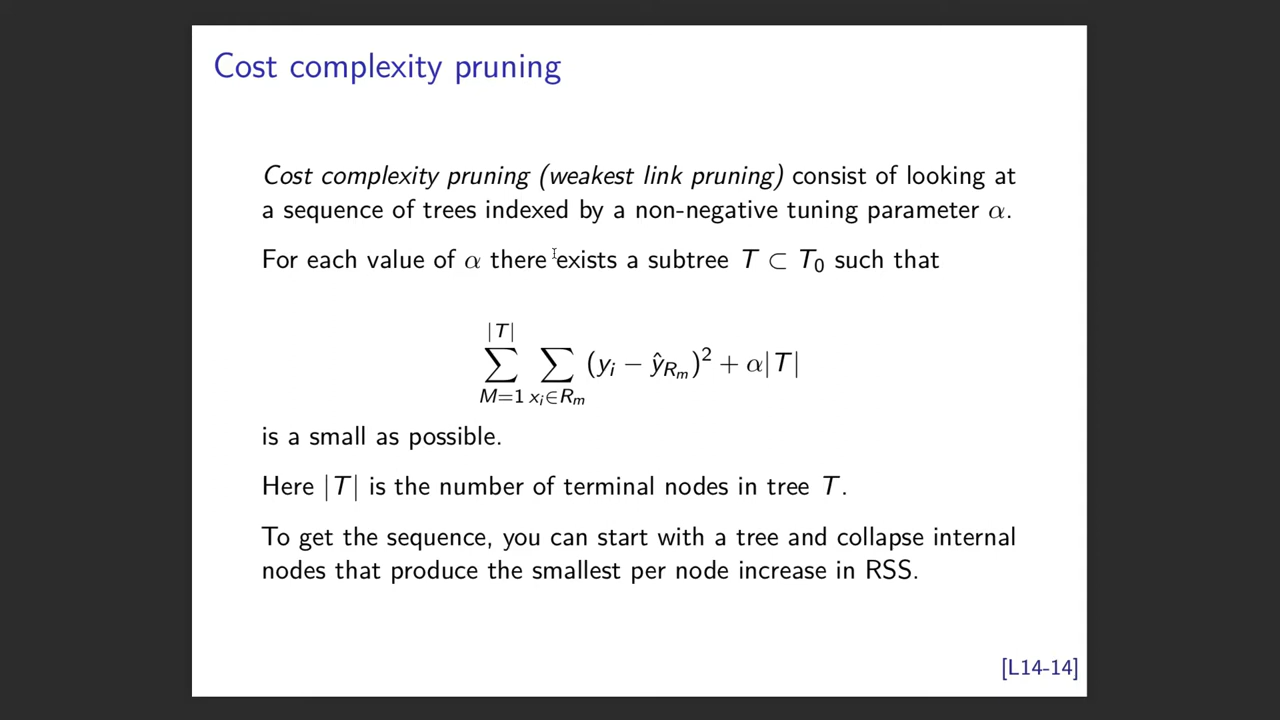 Cost complexity pruning
Cost complexity pruning (weakest link pruning) consist of looking at
a sequence of trees indexed by a non-negative tuning parameter α.
For each value of α there exists a subtree T ⊂ T₀ such that
|T|
∑ ∑ (yᵢ − ŷ_{Rₘ})² + α|T|
M=1 xᵢ∈Rₘ
is a small as possible.
Here |T| is the number of terminal nodes in tree T.
To get the sequence, you can start with a tree and collapse internal
nodes that produce the smallest per node increase in RSS.
[L14-14]